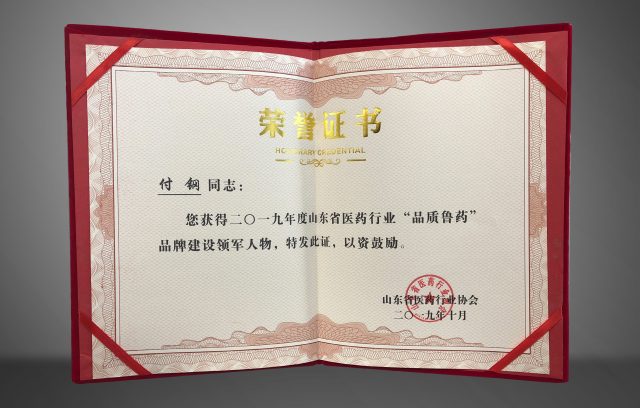 荣誉证书
HONORARY CREDENTIAL
付钢同志：
您获得二〇一九年度山东省医药行业“品质鲁药”
品牌建设领军人物，特发此证，以资鼓励。
山东省医药行业协会
二〇一九年十月